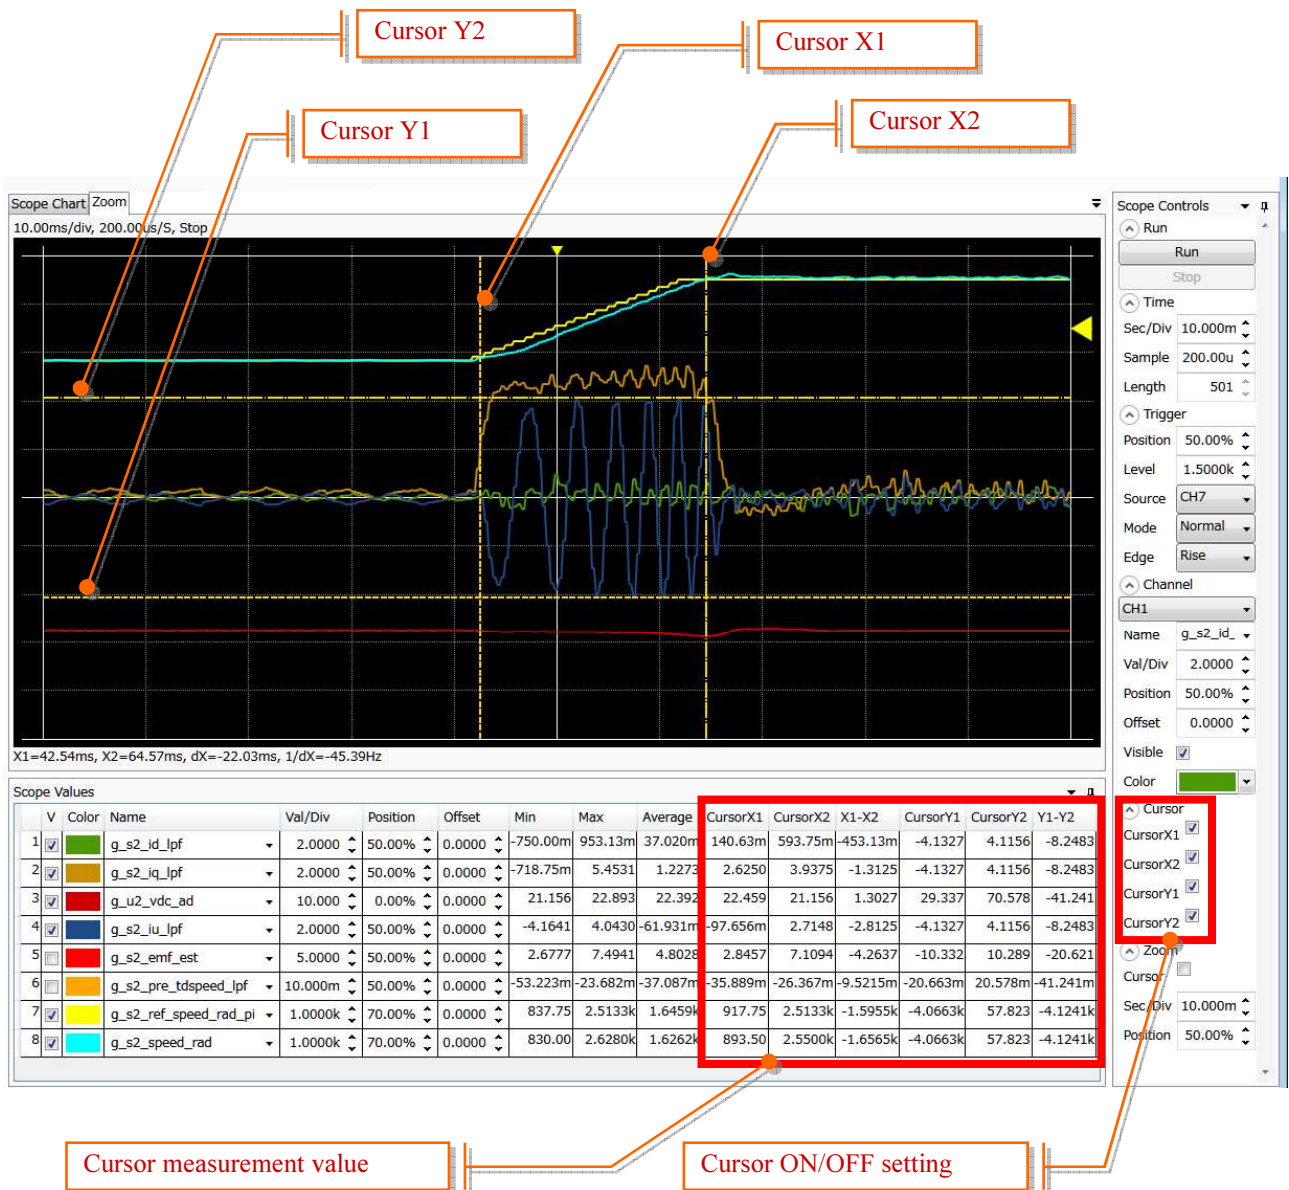 Cursor Y2
Cursor X1
Cursor Y1
Cursor X2
Scope Chart Zoom
10.00ms/div, 200.00us/S, Stop
X1=42.54ms, X2=64.57ms, dX=-22.03ms, 1/dX=-45.39Hz
Scope Controls
Run
Run
Stop
Time
Sec/Div 10.000m
Sample 200.00u
Length 501
Trigger
Position 50.00%
Level 1.5000k
Source CH7
Mode Normal
Edge Rise
Channel
CH1
Name g_s2_id_
Val/Div 2.0000
Position 50.00%
Offset 0.0000
Visible
Color
Cursor
CursorX1
CursorX2
CursorY1
CursorY2
Zoom
Cursor
Sec/Div 10.000m
Position 50.00%
Scope Values
V Color Name Val/Div Position Offset Min Max Average CursorX1 CursorX2 X1-X2 CursorY1 CursorY2 Y1-Y2
1 g_s2_id_lpf 2.0000 50.00% 0.0000 -750.00m 953.13m 37.020m 140.63m 593.75m -453.13m -4.1327 4.1156 -8.2483
2 g_s2_iq_lpf 2.0000 50.00% 0.0000 -718.75m 5.4531 1.2273 2.6250 3.9375 -1.3125 -4.1327 4.1156 -8.2483
3 g_u2_vdc_ad 10.000 0.00% 0.0000 21.156 22.893 22.392 22.459 21.156 1.3027 29.337 70.578 -41.241
4 g_s2_iu_lpf 2.0000 50.00% 0.0000 -4.1641 4.0430 -61.931m -97.656m 2.7148 -2.8125 -4.1327 4.1156 -8.2483
5 g_s2_emf_est 5.0000 50.00% 0.0000 2.6777 7.4941 4.8028 2.8457 7.1094 -4.2637 -10.332 10.289 -20.621
6 g_s2_pre_tdspeed_lpf 10.000m 50.00% 0.0000 -53.223m -23.682m -37.087m -35.889m -26.367m -9.5215m -20.663m 20.578m -41.241m
7 g_s2_ref_speed_rad_pi 1.0000k 70.00% 0.0000 837.75 2.5133k 1.6459k 917.75 2.5133k -1.5955k -4.0663k 57.823 -4.1241k
8 g_s2_speed_rad 1.0000k 70.00% 0.0000 830.00 2.6280k 1.6262k 893.50 2.5500k -1.6565k -4.0663k 57.823 -4.1241k
Cursor measurement value
Cursor ON/OFF setting